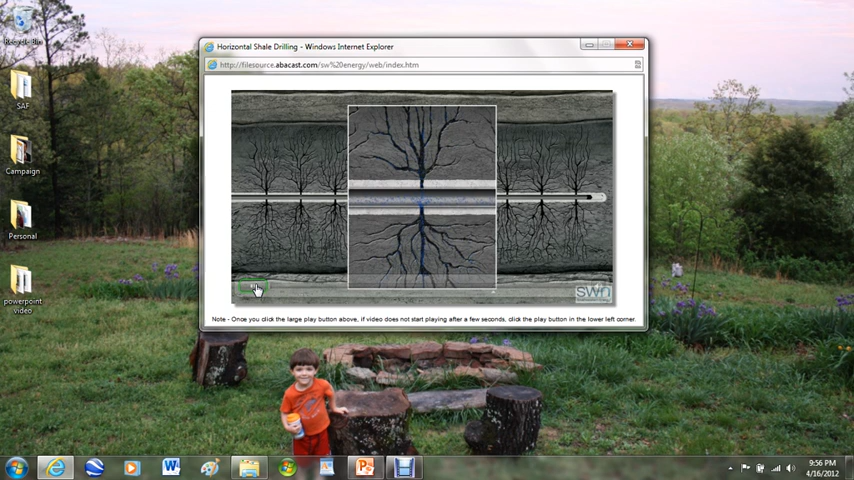 Recycle Bin
SAF
Campaign
Personal
powerpoint
video
Horizontal Shale Drilling - Windows Internet Explorer
http://filesource.abacast.com/sw%20energy/web/index.htm
swn
Note - Once you click the large play button above, if video does not start playing after a few seconds, click the play button in the lower left corner.
9:56 PM
4/16/2012